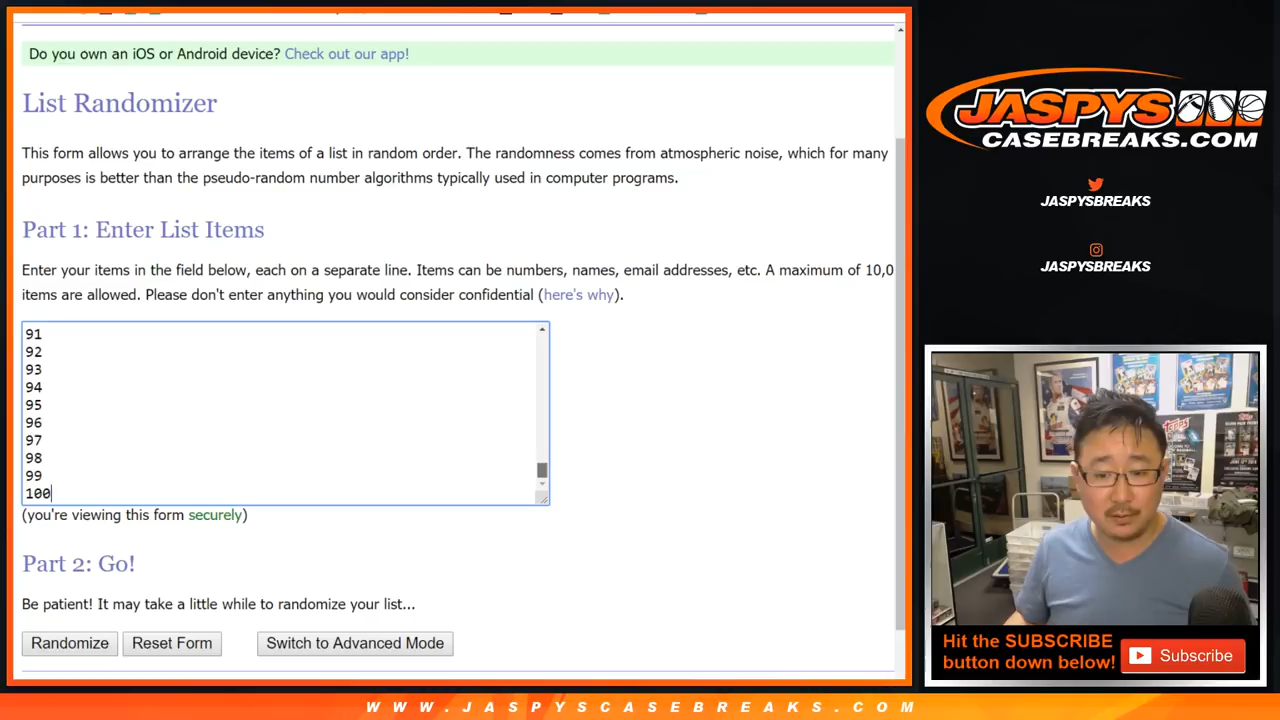 Do you own an iOS or Android device? Check out our app!
List Randomizer
This form allows you to arrange the items of a list in random order. The randomness comes from atmospheric noise, which for many
purposes is better than the pseudo-random number algorithms typically used in computer programs.
Part 1: Enter List Items
Enter your items in the field below, each on a separate line. Items can be numbers, names, email addresses, etc. A maximum of 10,0
items are allowed. Please don't enter anything you would consider confidential (here's why).
91
92
93
94
95
96
97
98
99
100
(you're viewing this form securely)
Part 2: Go!
Be patient! It may take a little while to randomize your list...
Randomize Reset Form Switch to Advanced Mode
JASPYS
CASEBREAKS.COM
JASPYSBREAKS
JASPYSBREAKS
topps
Hit the SUBSCRIBE
button down below!
Subscribe
WWW.JASPYSCASEBREAKS.COM